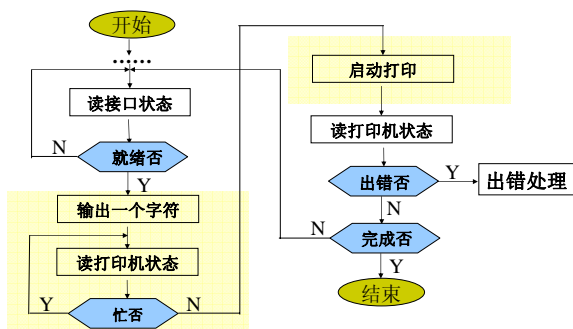 开始
……
读接口状态
就绪否
N
Y
输出一个字符
读打印机状态
忙否
Y
N
启动打印
读打印机状态
出错否
Y
出错处理
N
完成否
N
Y
结束